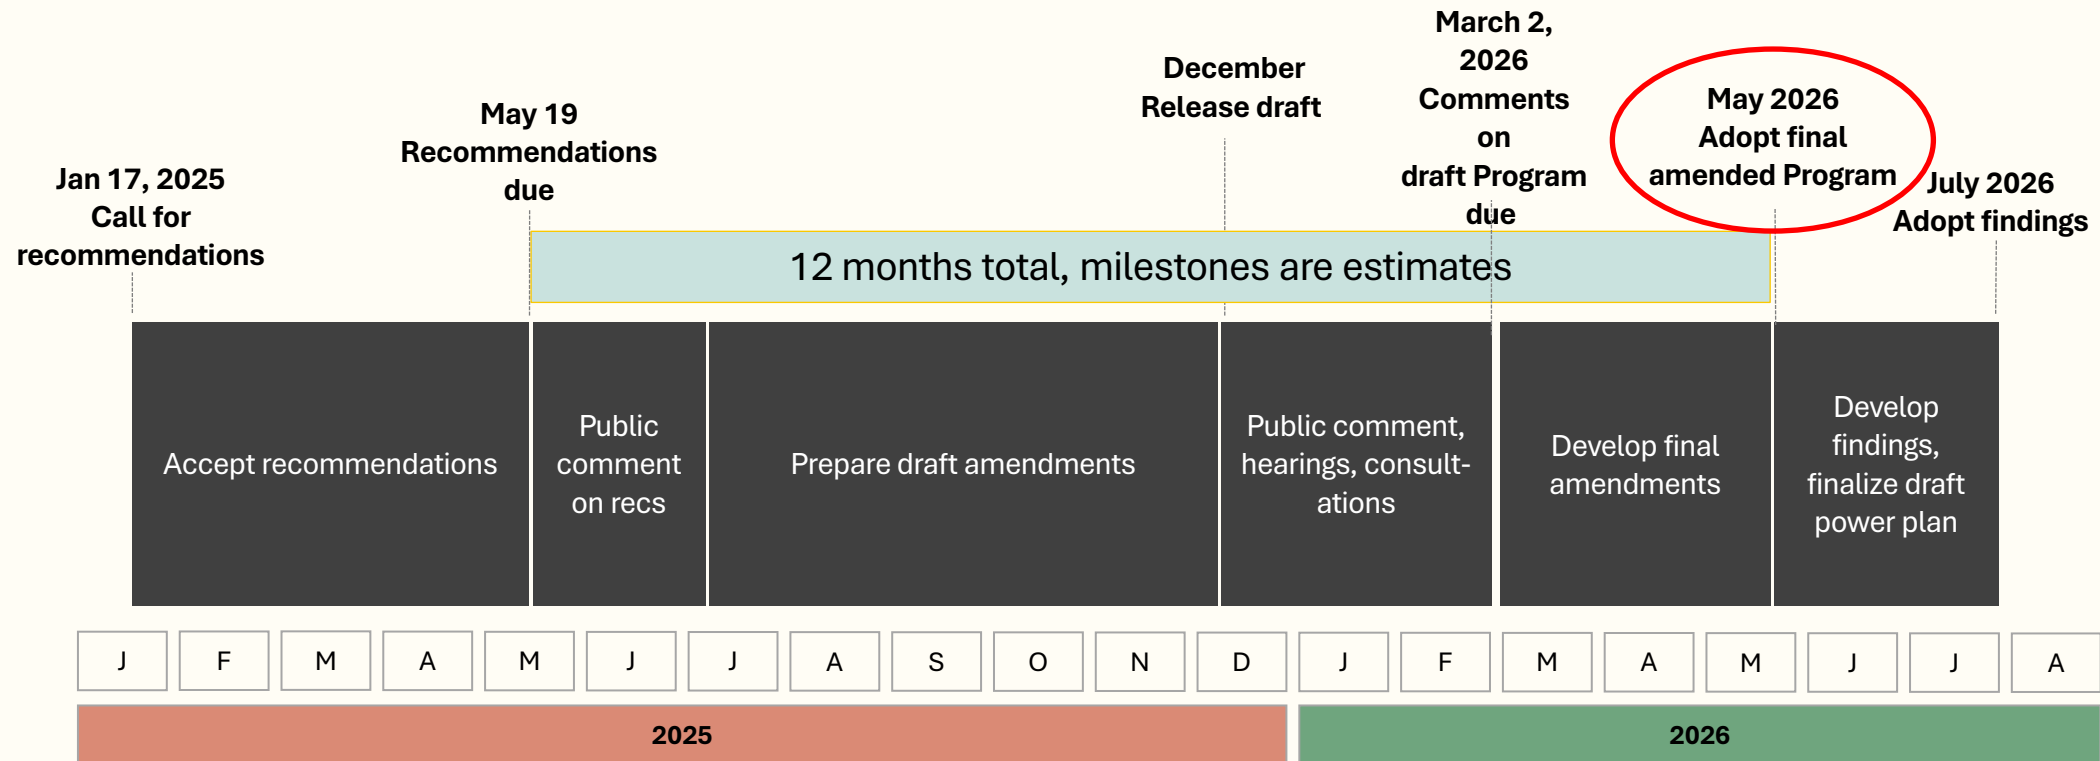 Jan 17, 2025
Call for
recommendations
May 19
Recommendations
due
December
Release draft
March 2,
2026
Comments
on
draft Program
due
May 2026
Adopt final
amended Program
July 2026
Adopt findings
12 months total, milestones are estimates
Accept recommendations
Public
comment
on recs
Prepare draft amendments
Public comment,
hearings, consult-
ations
Develop final
amendments
Develop
findings,
finalize draft
power plan
J F M A M J J A S O N D J F M A M J J A
2025 2026